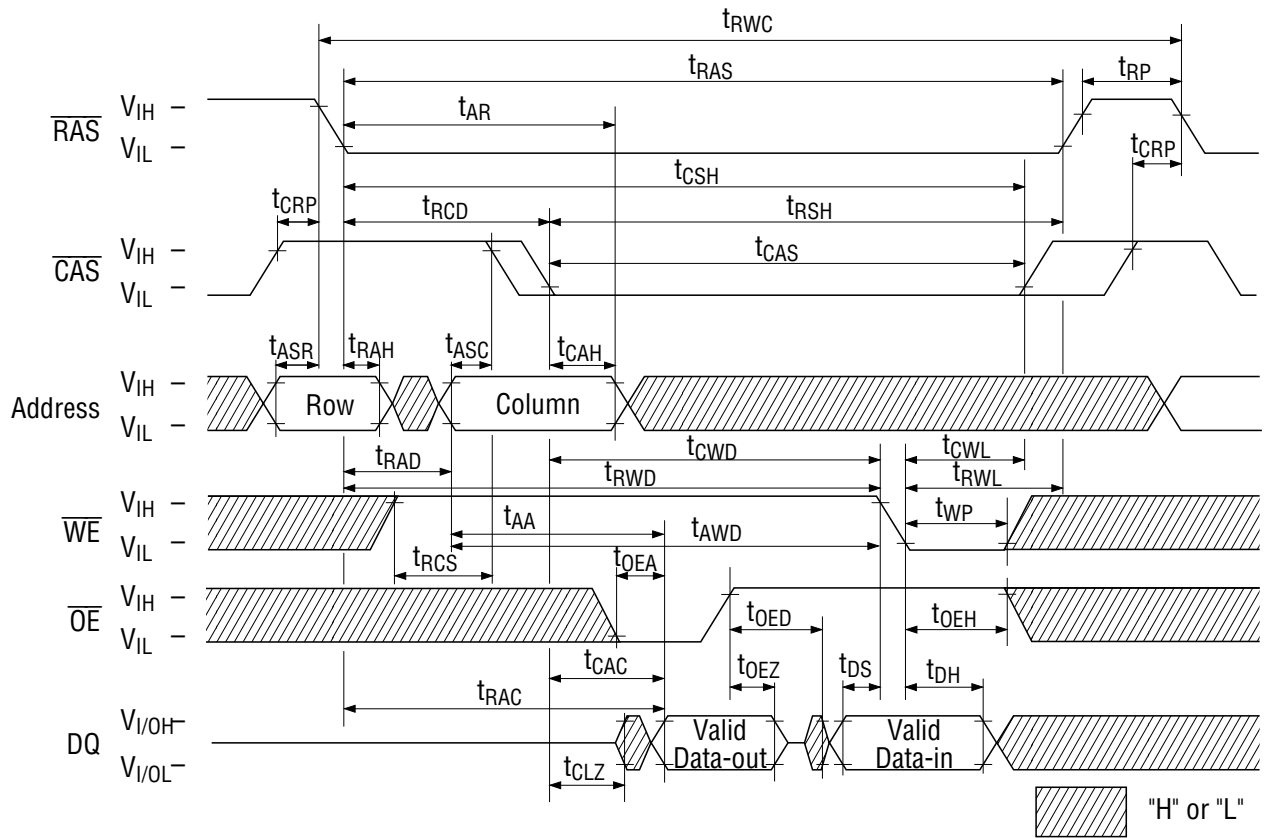 tRWC
tRAS
tRP
VIH
RAS
tAR
VIL
tCRP
tCSH
tCRP
tRCD
tRSH
VIH
CAS
tCAS
VIL
tASR
tRAH
tASC
tCAH
VIH
Address
Row
Column
VIL
tCWD
tCWL
tRAD
tRWD
tRWL
VIH
WE
tAA
tAWD
tWP
VIL
tRCS
tOEA
VIH
OE
VIL
tOED
tOEH
tCAC
tOEZ
tDS
tDH
tRAC
VI/OH
DQ
Valid
Data-out
Valid
Data-in
VI/OL
tCLZ
"H" or "L"